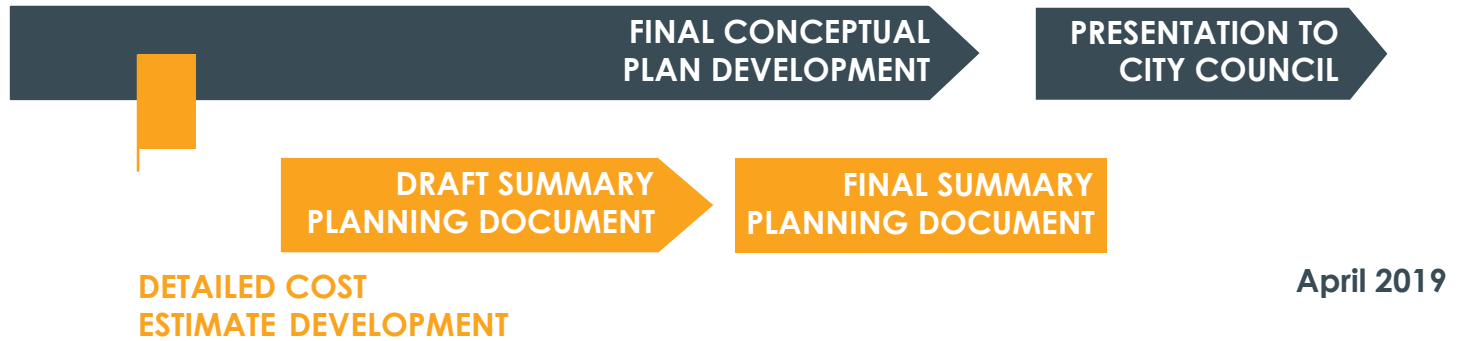 FINAL CONCEPTUAL
PLAN DEVELOPMENT
PRESENTATION TO
CITY COUNCIL
DRAFT SUMMARY
PLANNING DOCUMENT
FINAL SUMMARY
PLANNING DOCUMENT
DETAILED COST
ESTIMATE DEVELOPMENT
April 2019